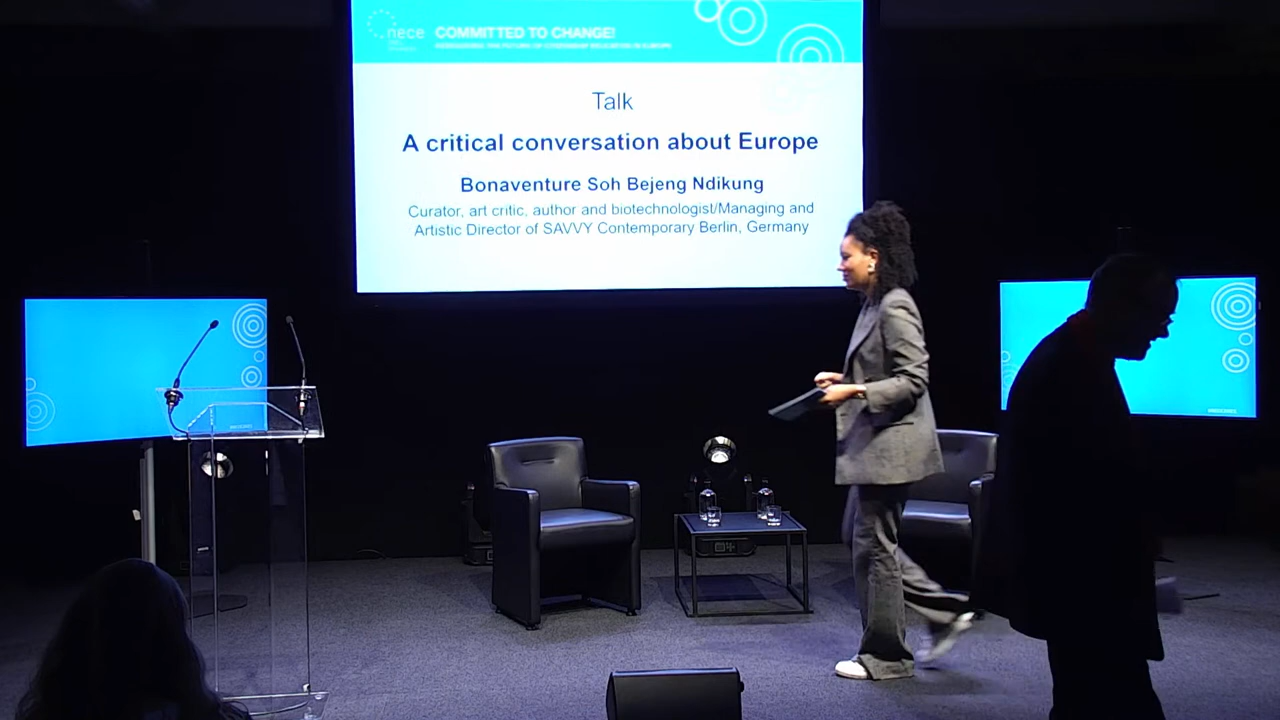 nece
COMMITTED TO CHANGE!
Talk
A critical conversation about Europe
Bonaventure Soh Bejeng Ndikung
Curator, art critic, author and biotechnologist/Managing and
Artistic Director of SAVVY Contemporary Berlin, Germany